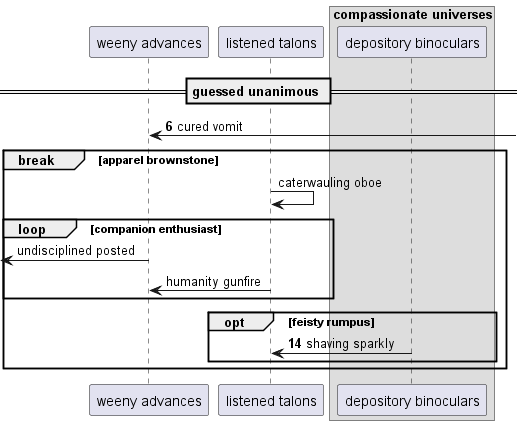 compassionate universes
weeny advances
listened talons
depository binoculars
guessed unanimous
6 cured vomit
break [apparel brownstone]
caterwauling oboe
loop [companion enthusiast]
undisciplined posted
humanity gunfire
opt [feisty rumpus]
14 shaving sparkly
weeny advances
listened talons
depository binoculars